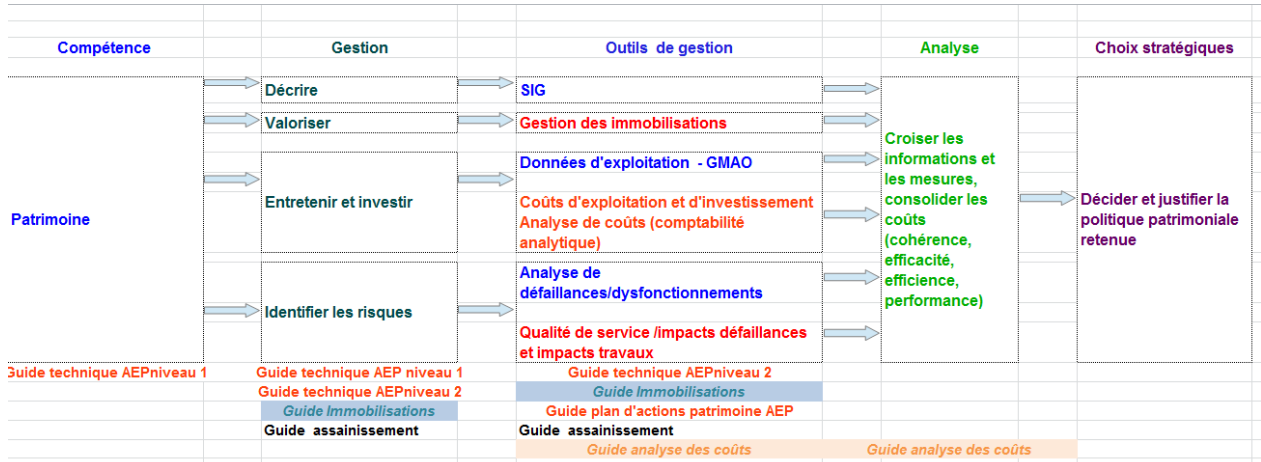 Compétence
Gestion
Outils de gestion
Analyse
Choix stratégiques
Décrire
SIG
Valoriser
Gestion des immobilisations
Patrimoine
Entretenir et investir
Données d'exploitation - GMAO
Coûts d'exploitation et d'investissement
Analyse de coûts (comptabilité
analytique)
Identifier les risques
Analyse de
défaillances/dysfonctionnements
Qualité de service /impacts défaillances
et impacts travaux
Croiser les
informations et
les mesures,
consolider les
coûts
(cohérence,
efficacité,
efficience,
performance)
Décider et justifier la
politique patrimoniale
retenue
Guide technique AEPniveau 1
Guide technique AEP niveau 1
Guide technique AEPniveau 2
Guide technique AEPniveau 2
Guide Immobilisations
Guide Immobilisations
Guide plan d'actions patrimoine AEP
Guide assainissement
Guide assainissement
Guide analyse des coûts
Guide analyse des coûts